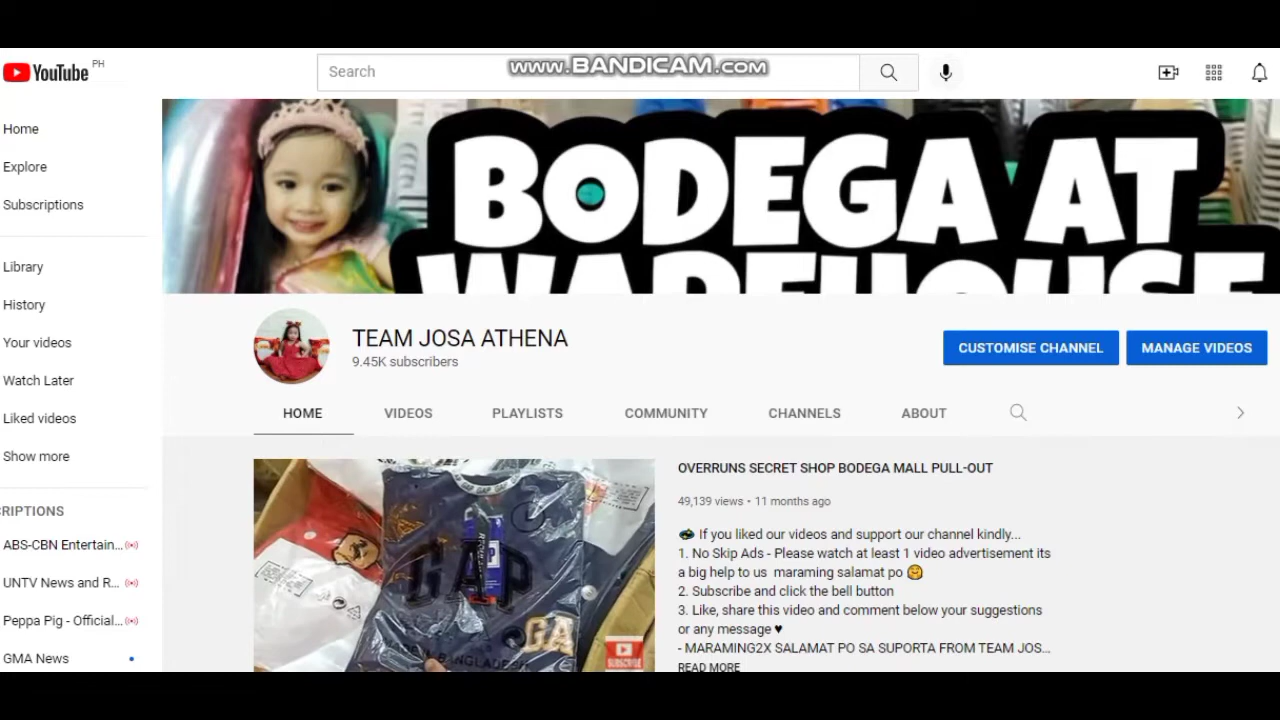 www.BANDICAM.com
YouTube PH
Search
Home
Explore
Subscriptions
Library
History
Your videos
Watch Later
Liked videos
Show more
RIPTIONS
ABS-CBN Entertain...
UNTV News and R...
Peppa Pig - Official...
GMA News
BODEGA AT
WAREHOUSE
TEAM JOSA ATHENA
9.45K subscribers
CUSTOMISE CHANNEL
MANAGE VIDEOS
HOME
VIDEOS
PLAYLISTS
COMMUNITY
CHANNELS
ABOUT
GAP
GA
SUBSCRIBE
OVERRUNS SECRET SHOP BODEGA MALL PULL-OUT
49,139 views • 11 months ago
If you liked our videos and support our channel kindly...
1. No Skip Ads - Please watch at least 1 video advertisement its
a big help to us maraming salamat po 🤗
2. Subscribe and click the bell button
3. Like, share this video and comment below your suggestions
or any message ♥
- MARAMING2X SALAMAT PO SA SUPORTA FROM TEAM JOS...
READ MORE